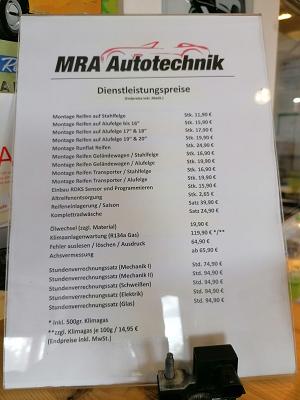 MRA Autotechnik
Dienstleistungspreise
(Endpreise inkl. MwSt.)
Montage Reifen auf Stahlfelge Stk. 11,90 €
Montage Reifen auf Alufelge bis 16" Stk. 15,90 €
Montage Reifen auf Alufelge 17" & 18" Stk. 17,90 €
Montage Reifen auf Alufelge 19" & 20" Stk. 19,90 €
Montage Runflat Reifen Stk. 24,90 €
Montage Reifen Geländewagen / Stahlfelge Stk. 16,90 €
Montage Reifen Geländewagen / Alufelge Stk. 19,90 €
Montage Reifen Transporter / Stahlfelge Stk. 16,90 €
Montage Reifen Transporter / Alufelge Stk. 19,90 €
Einbau RDKS Sensor und Programmieren Stk. 15,90 €
Altreifenentsorgung Stk. 2,65 €
Reifeneinlagerung / Saison Satz 39,90 €
Komplettradwäsche Satz 24,90 €
Ölwechsel (zzgl. Material) 19,90 €
Klimaanlagenwartung (R134a Gas) 119,90 € */**
Fehler auslesen / löschen / Ausdruck 64,90 €
Achsvermessung ab 65,90 €
Stundenverrechnungssatz (Mechanik I) Std. 74,90 €
Stundenverrechnungssatz (Mechanik II) Std. 94,90 €
Stundenverrechnungssatz (Schweißen) Std. 94,90 €
Stundenverrechnungssatz (Elektrik) Std. 94,90 €
Stundenverrechnungssatz (Glas) Std. 94,90 €
* inkl. 500gr. Klimagas
**zzgl. Klimagas je 100g / 14,95 €
(Endpreise inkl. MwSt.)